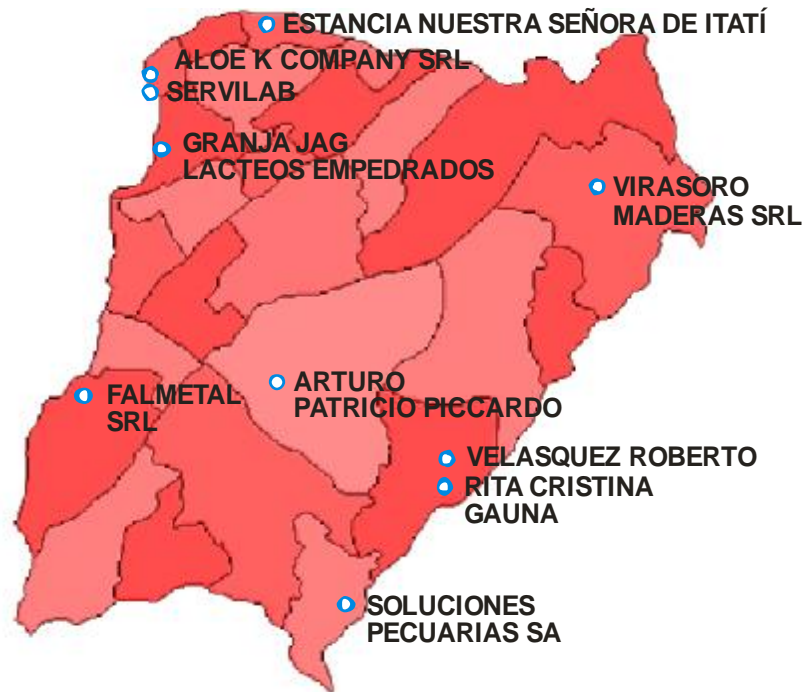 ESTANCIA NUESTRA SEÑORA DE ITATÍ
ALOE K COMPANY SRL
SERVILAB
GRANJA JAG
LACTEOS EMPEDRADOS
VIRASORO
MADERAS SRL
FALMETAL
SRL
ARTURO
PATRICIO PICCARDO
VELASQUEZ ROBERTO
RITA CRISTINA
GAUNA
SOLUCIONES
PECUARIAS SA